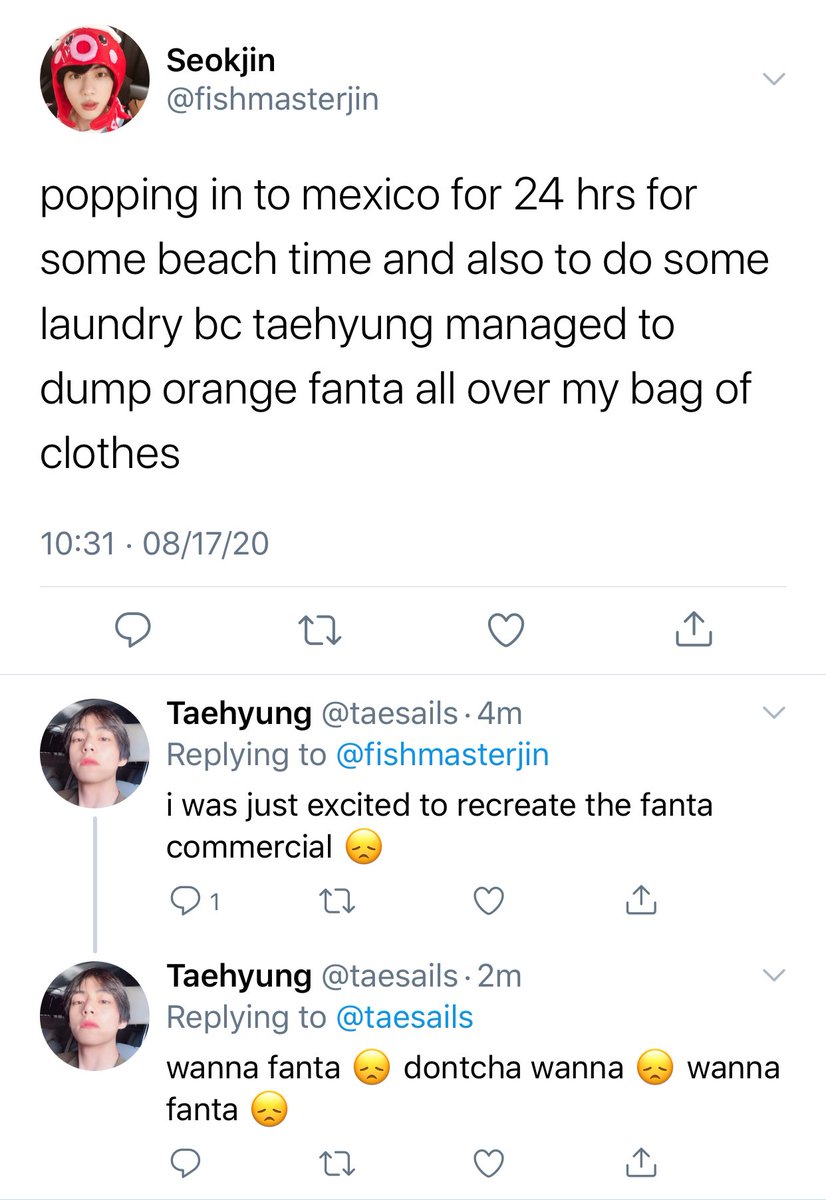 Seokjin
@fishmasterjin
popping in to mexico for 24 hrs for
some beach time and also to do some
laundry bc taehyung managed to
dump orange fanta all over my bag of
clothes
10:31 · 08/17/20
Taehyung @taesails · 4m
Replying to @fishmasterjin
i was just excited to recreate the fanta
commercial 😞
1
Taehyung @taesails · 2m
Replying to @taesails
wanna fanta 😞 dontcha wanna 😞 wanna
fanta 😞